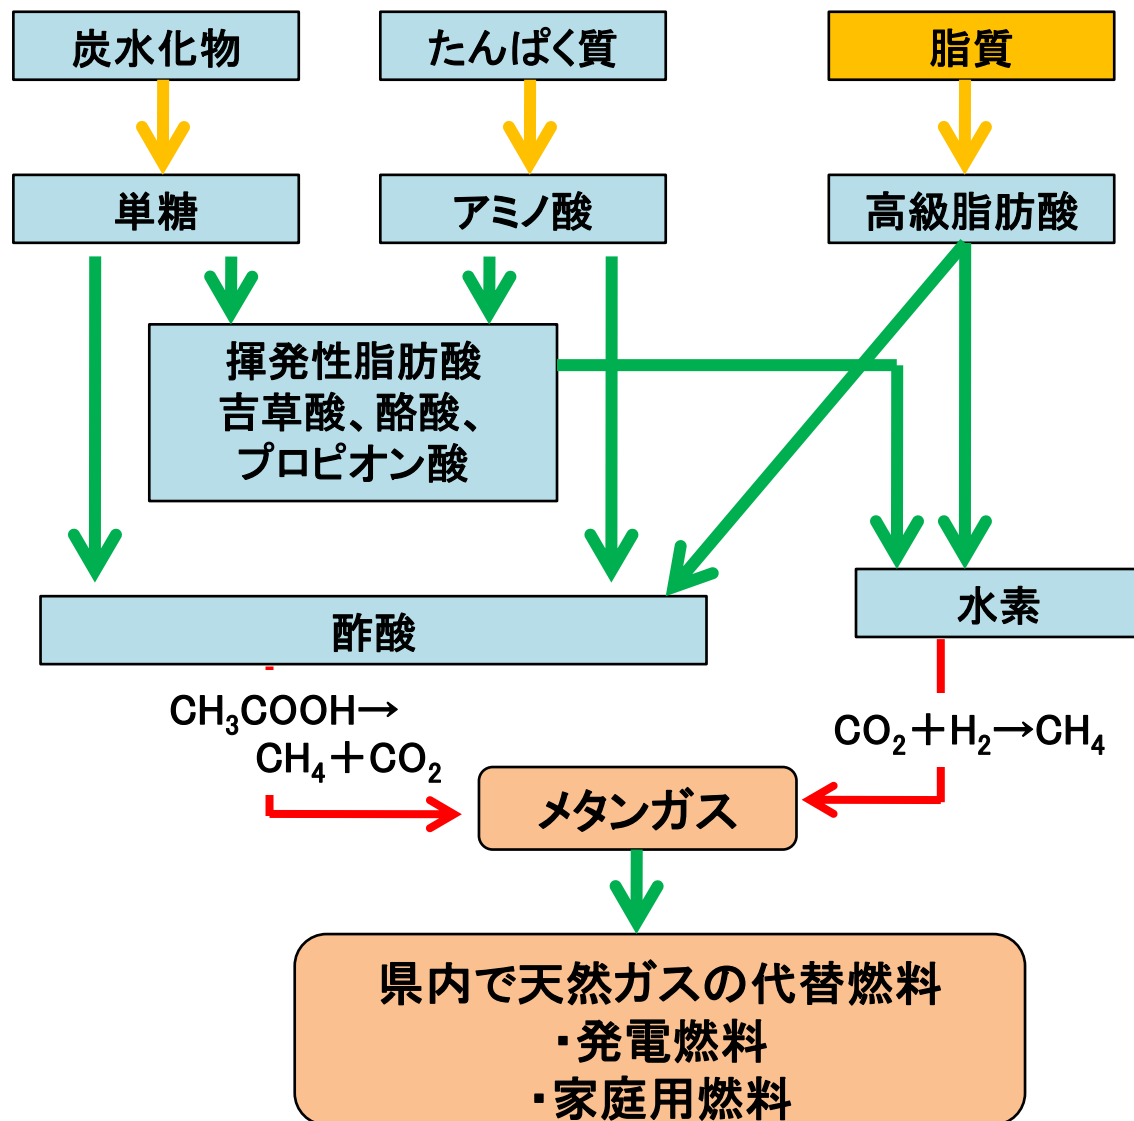 炭水化物
たんぱく質
脂質
単糖
アミノ酸
高級脂肪酸
揮発性脂肪酸
吉草酸、酪酸、
プロピオン酸
酢酸
水素
CH₃COOH→
CH₄＋CO₂
CO₂＋H₂→CH₄
メタンガス
県内で天然ガスの代替燃料
・発電燃料
・家庭用燃料